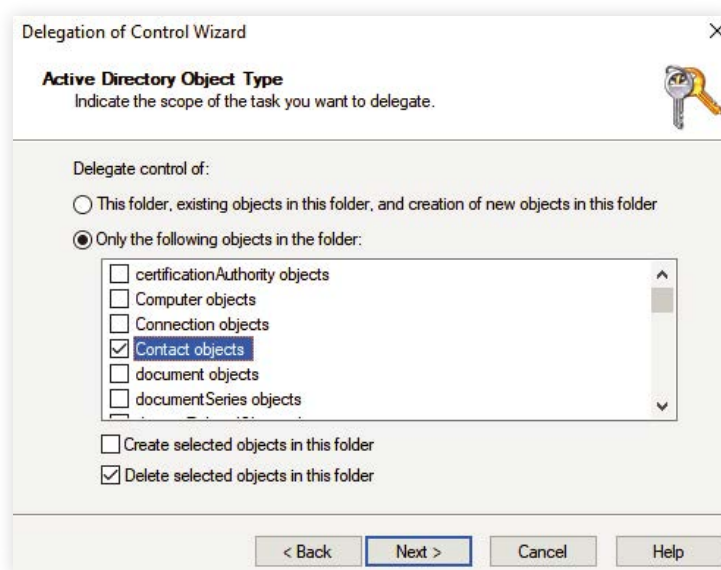 Delegation of Control Wizard
Active Directory Object Type
Indicate the scope of the task you want to delegate.
Delegate control of:
This folder, existing objects in this folder, and creation of new objects in this folder
Only the following objects in the folder:
certificationAuthority objects
Computer objects
Connection objects
Contact objects
document objects
documentSeries objects
Create selected objects in this folder
Delete selected objects in this folder
< Back Next > Cancel Help